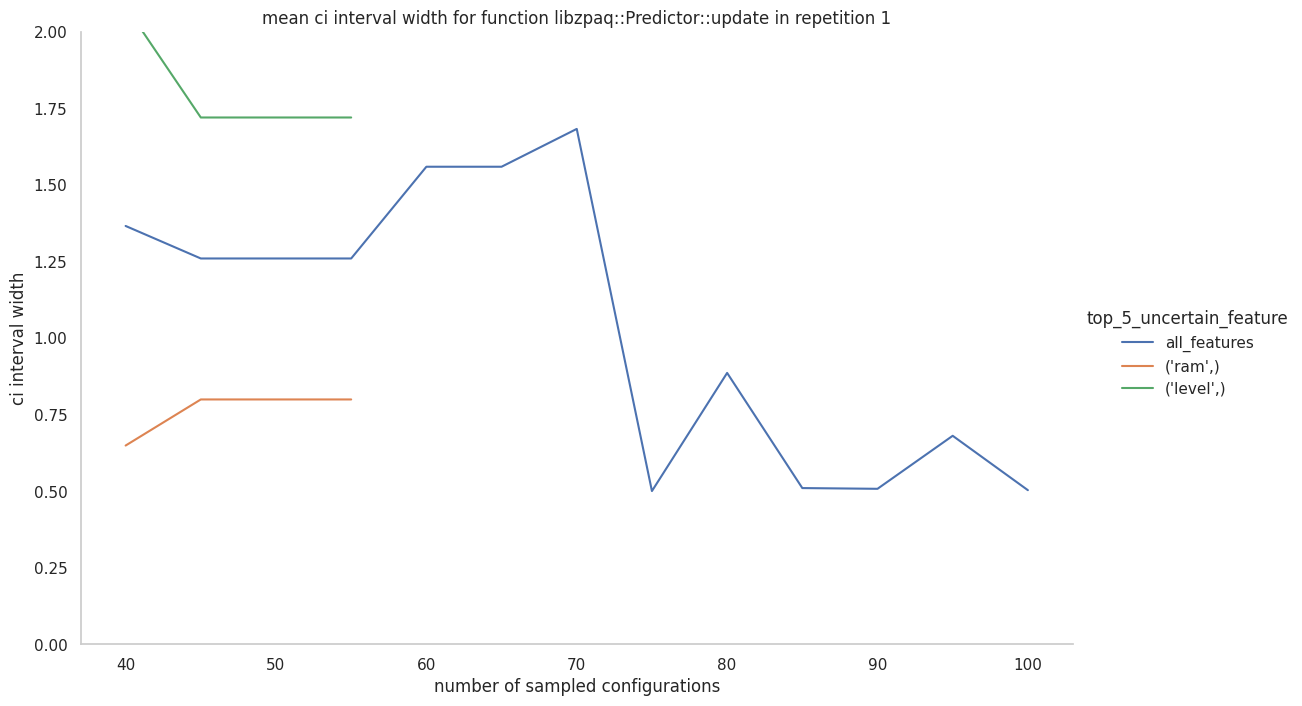 mean ci interval width for function libzpaq::Predictor::update in repetition 1
2.00
1.75
1.50
1.25
1.00
0.75
0.50
0.25
0.00
ci interval width
40
50
60
70
80
90
100
number of sampled configurations
top_5_uncertain_feature
all_features
('ram',)
('level',)